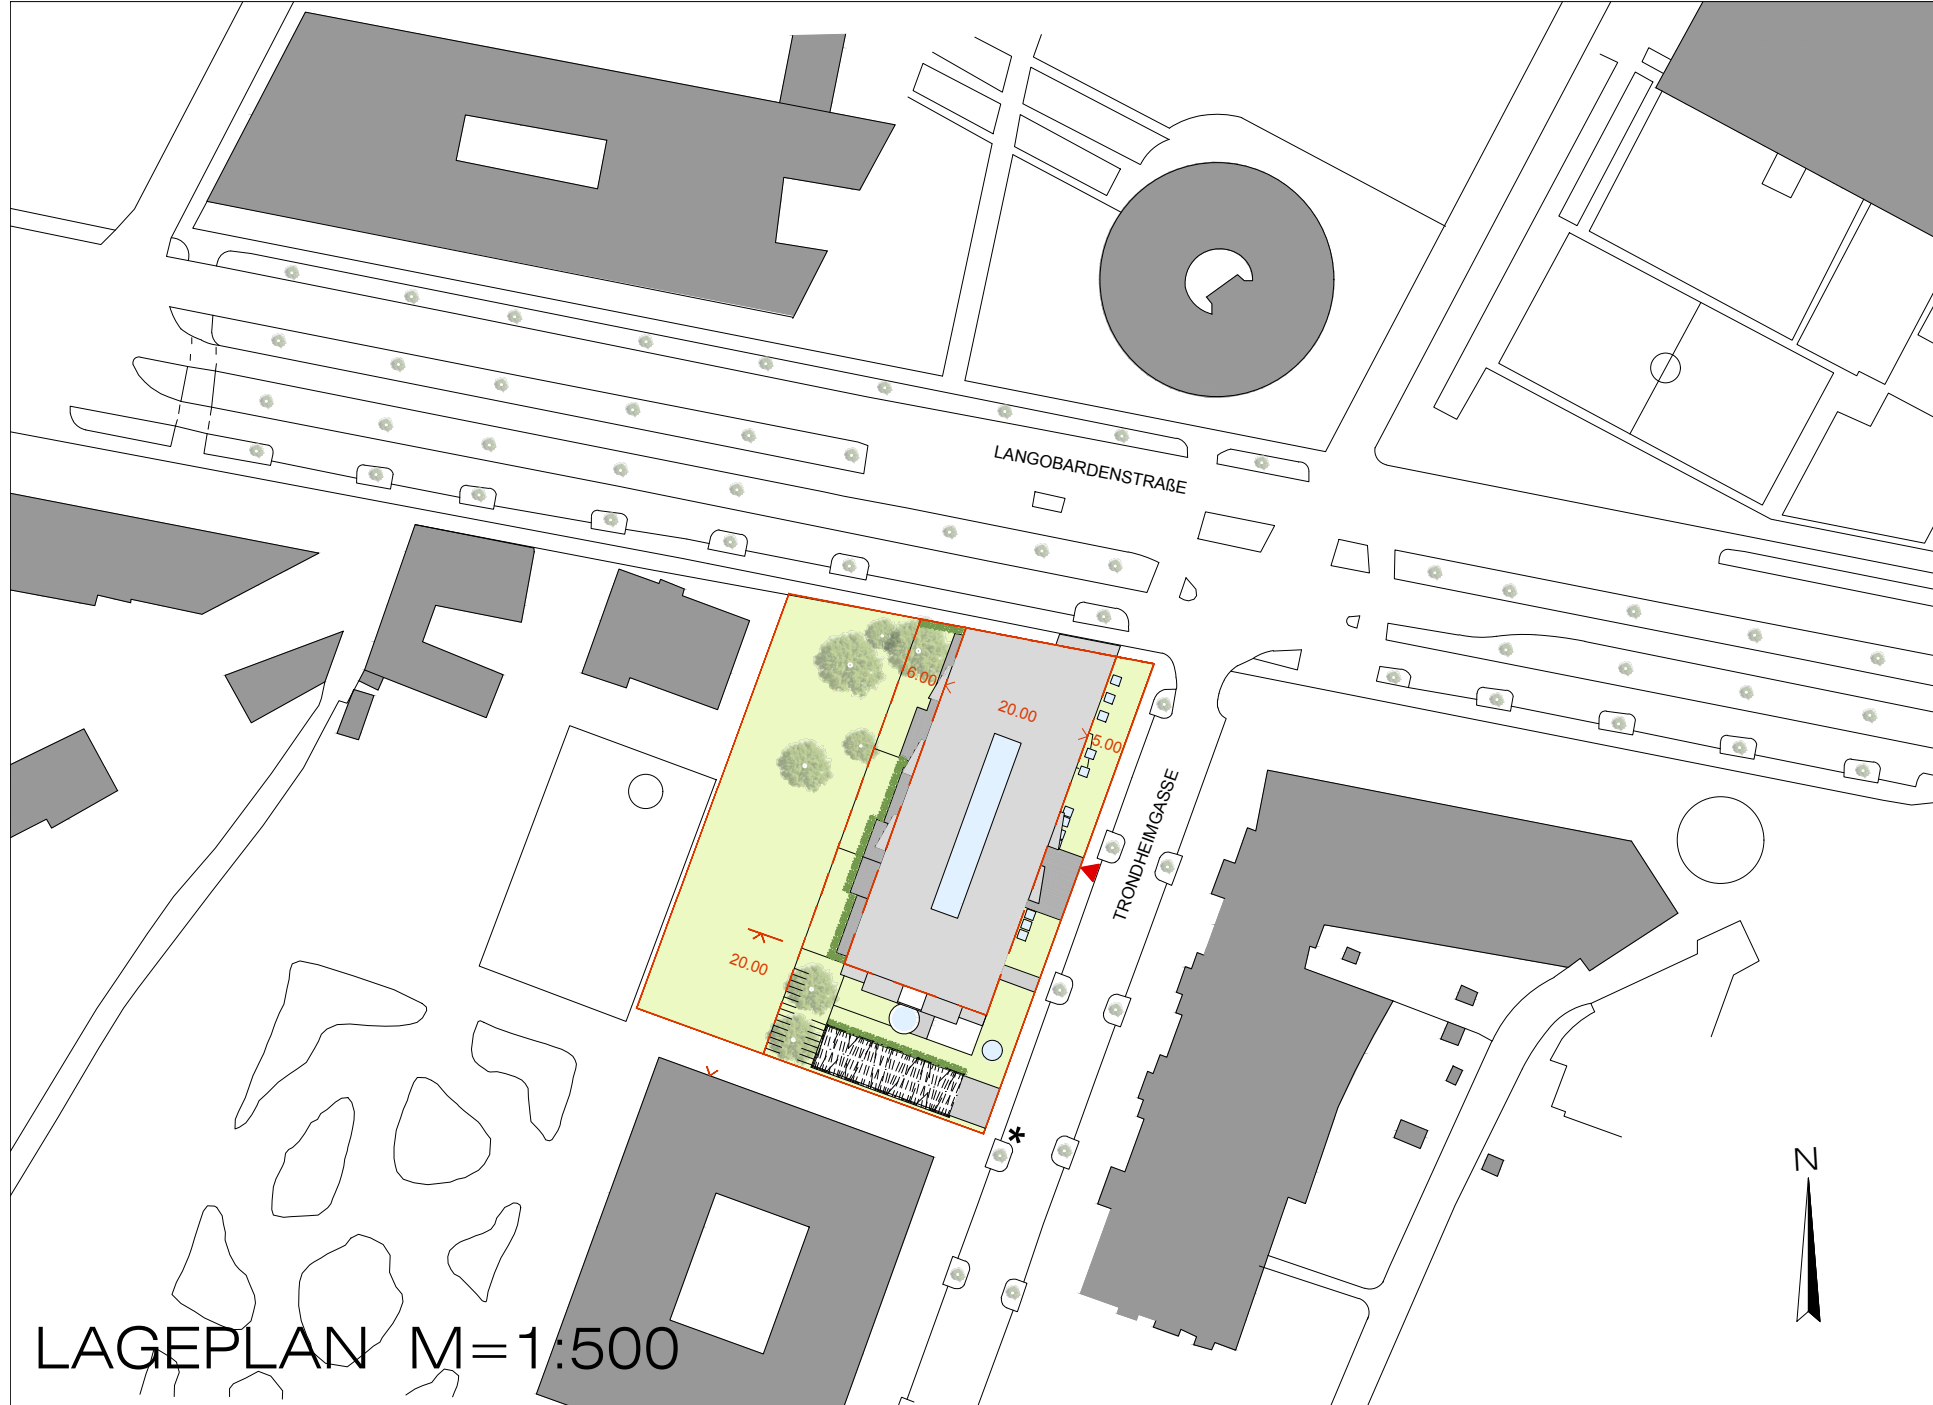 LANGOBARDENSTRAßE
6.00
20.00
5.00
TRONDHEIMGASSE
20.00
*
N
LAGEPLAN M=1:500